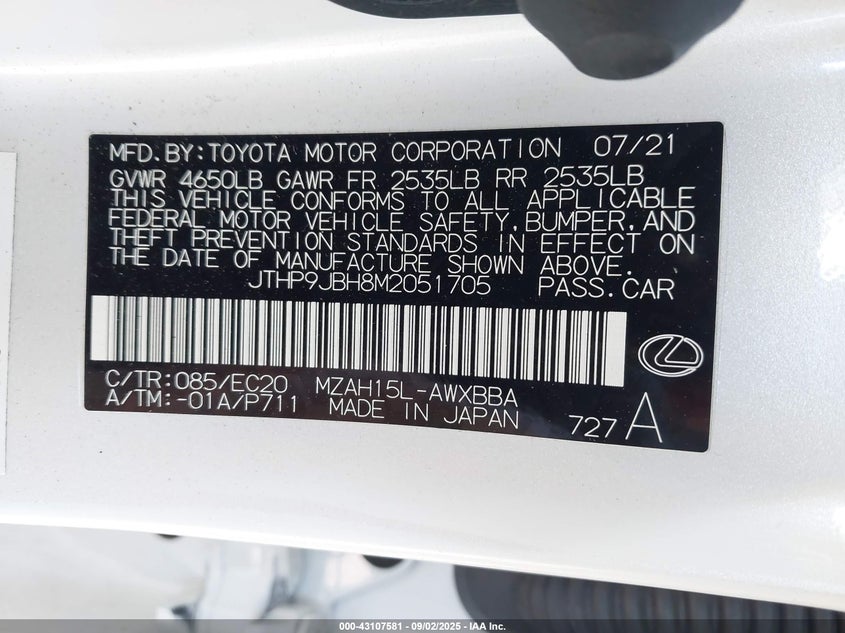 MFD.BY:TOYOTA MOTOR CORPORATION 07/21
GVWR 4650LB GAWR FR 2535LB RR 2535LB
THIS VEHICLE CONFORMS TO ALL APPLICABLE
FEDERAL MOTOR VEHICLE SAFETY,BUMPER,AND
THEFT PREVENTION STANDARDS IN EFFECT ON
THE DATE OF MANUFACTURE SHOWN ABOVE.
JTHP9JBH8M2051705 PASS.CAR
C/TR:085/EC20 MZAH15L-AWXBBA
A/TM:-01A/P711 MADE IN JAPAN
727 A
000-43107581 - 09/02/2025 - IAA Inc.